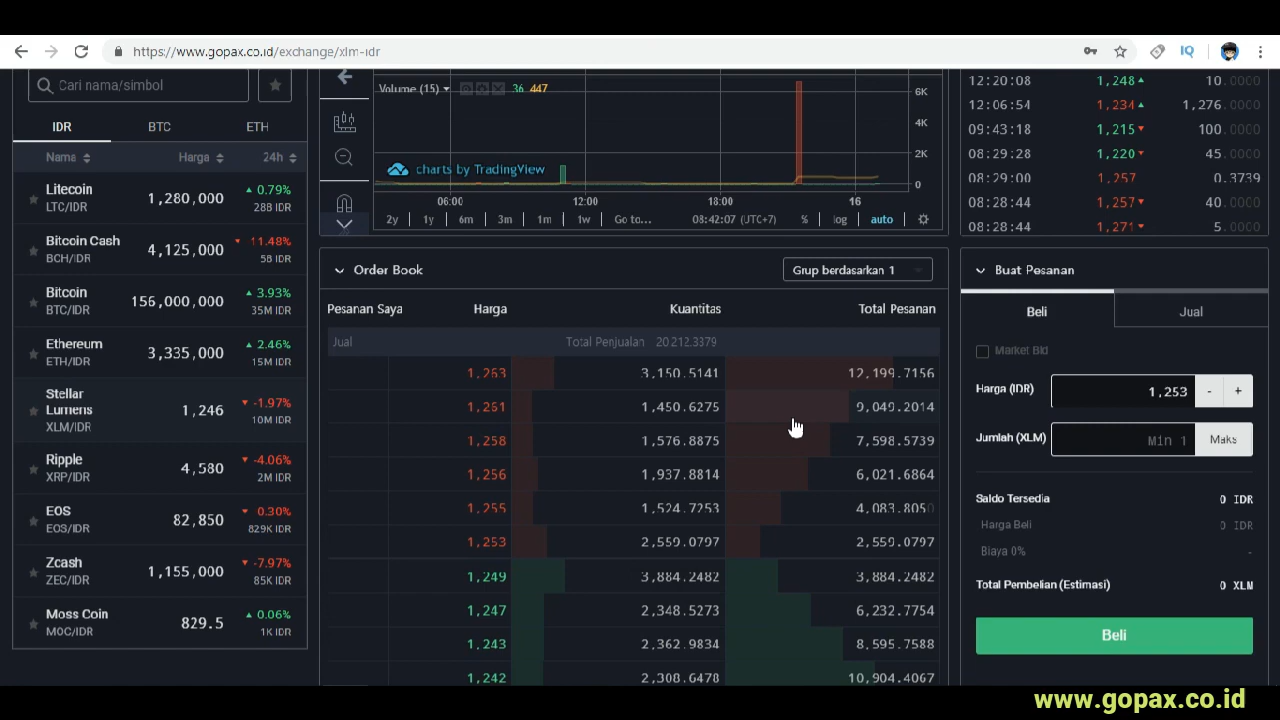 https://www.gopax.co.id/exchange/xlm-idr
IQ
Cari nama/simbol
IDR BTC ETH
Nama Harga 24h
Litecoin
LTC/IDR
1,280,000
0.79%
288 IDR
Bitcoin Cash
BCH/IDR
4,125,000
11.48%
58 IDR
Bitcoin
BTC/IDR
156,000,000
3.93%
35M IDR
Ethereum
ETH/IDR
3,335,000
2.46%
15M IDR
Stellar
Lumens
XLM/IDR
1,246
-1.97%
10M IDR
Ripple
XRP/IDR
4,580
-4.06%
2M IDR
EOS
EOS/IDR
82,850
0.30%
829K IDR
Zcash
ZEC/IDR
1,155,000
-7.97%
85K IDR
Moss Coin
MOC/IDR
829.5
0.06%
1K IDR
Volume (15) 36 447
6K
4K
2K
0
charts by TradingView
06:00 12:00 18:00 16
2y 1y 6m 3m 1m 1w Go to... 08:42:07 (UTC+7) % log auto
Order Book
Grup berdasarkan 1
Pesanan Saya Harga Kuantitas Total Pesanan
Jual Total Penjualan 20212.3379
1,263 3,150.5141 12,199.7156
1,251 1,450.6275 9,049.2014
1,258 1,576.8875 7,598.5739
1,256 1,937.8814 6,021.6864
1,255 1,524.7253 4,083.8050
1,253 2,559.0797 2,559.0797
1,249 3,884.2482 3,884.2482
1,247 2,348.5273 6,232.7754
1,243 2,362.9834 8,595.7588
1,242 2,308.6478 10,904.4067
12:20:08 1,248 10.0000
12:06:54 1,234 1,276.0000
09:43:18 1,215 100.0000
08:29:28 1,220 45.0000
08:29:00 1,257 0.3739
08:28:44 1,257 40.0000
08:28:44 1,271 5.0000
Buat Pesanan
Beli Jual
Market Bid
Harga (IDR) 1,253 - +
Jumlah (XLM) Min 1 Maks
Saldo Tersedia 0 IDR
Harga Beli 0 IDR
Biaya 0% -
Total Pembelian (Estimasi) 0 XLM
Beli
www.gopax.co.id